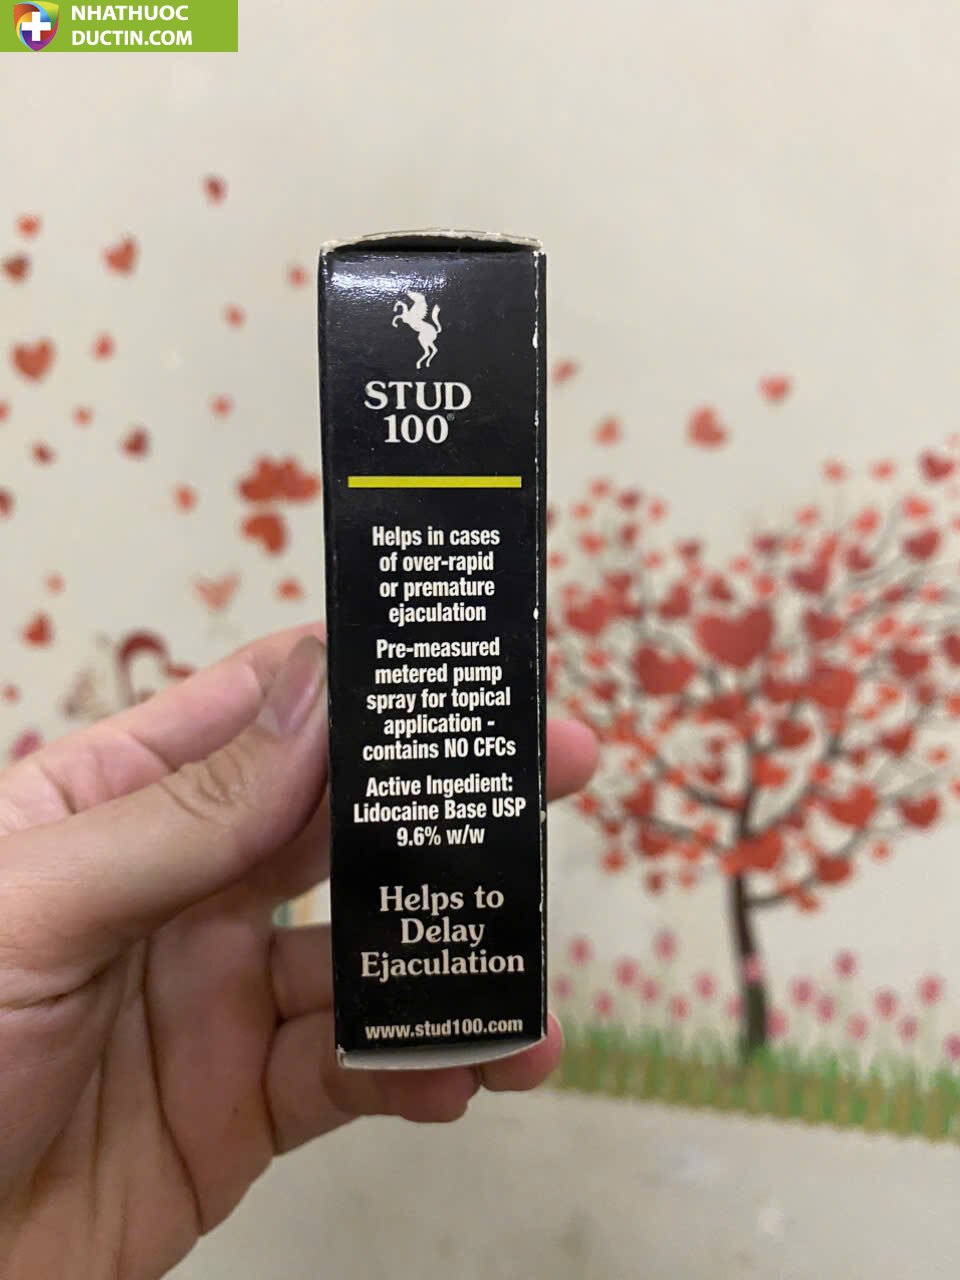 NHATHUOC
DUCTIN.COM
STUD
100®
Helps in cases
of over-rapid
or premature
ejaculation
Pre-measured
metered pump
spray for topical
application -
contains NO CFCs
Active Ingedient:
Lidocaine Base USP
9.6% w/w
Helps to
Delay
Ejaculation
www.stud100.com